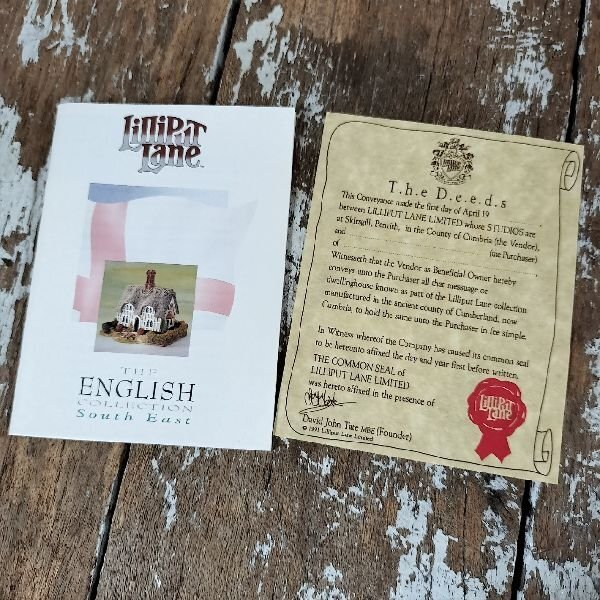 LILLIPUT
LANE™
THE
ENGLISH
COLLECTION
South East
The Deeds
This Conveyance made the first day of April 19
between LILLIPUT LANE LIMITED whose STUDIOS are
at Skirsgill, Penrith, in the County of Cumbria (the Vendor),
and
of (the Purchaser)
Witnesseth that the Vendor as Beneficial Owner hereby
conveys unto the Purchaser all that messuage or
dwellinghouse known as part of the Lilliput Lane collection
manufactured in the ancient county of Cumberland, now
Cumbria, to hold the same unto the Purchaser in fee simple.
In Witness whereof the Company has caused its common seal
to be hereunto affixed the day and year first before written.
THE COMMON SEAL of
LILLIPUT LANE LIMITED
was hereto affixed in the presence of
David John Tate MBE (Founder)
© 1991 Lilliput Lane Limited
LILLIPUT
LANE